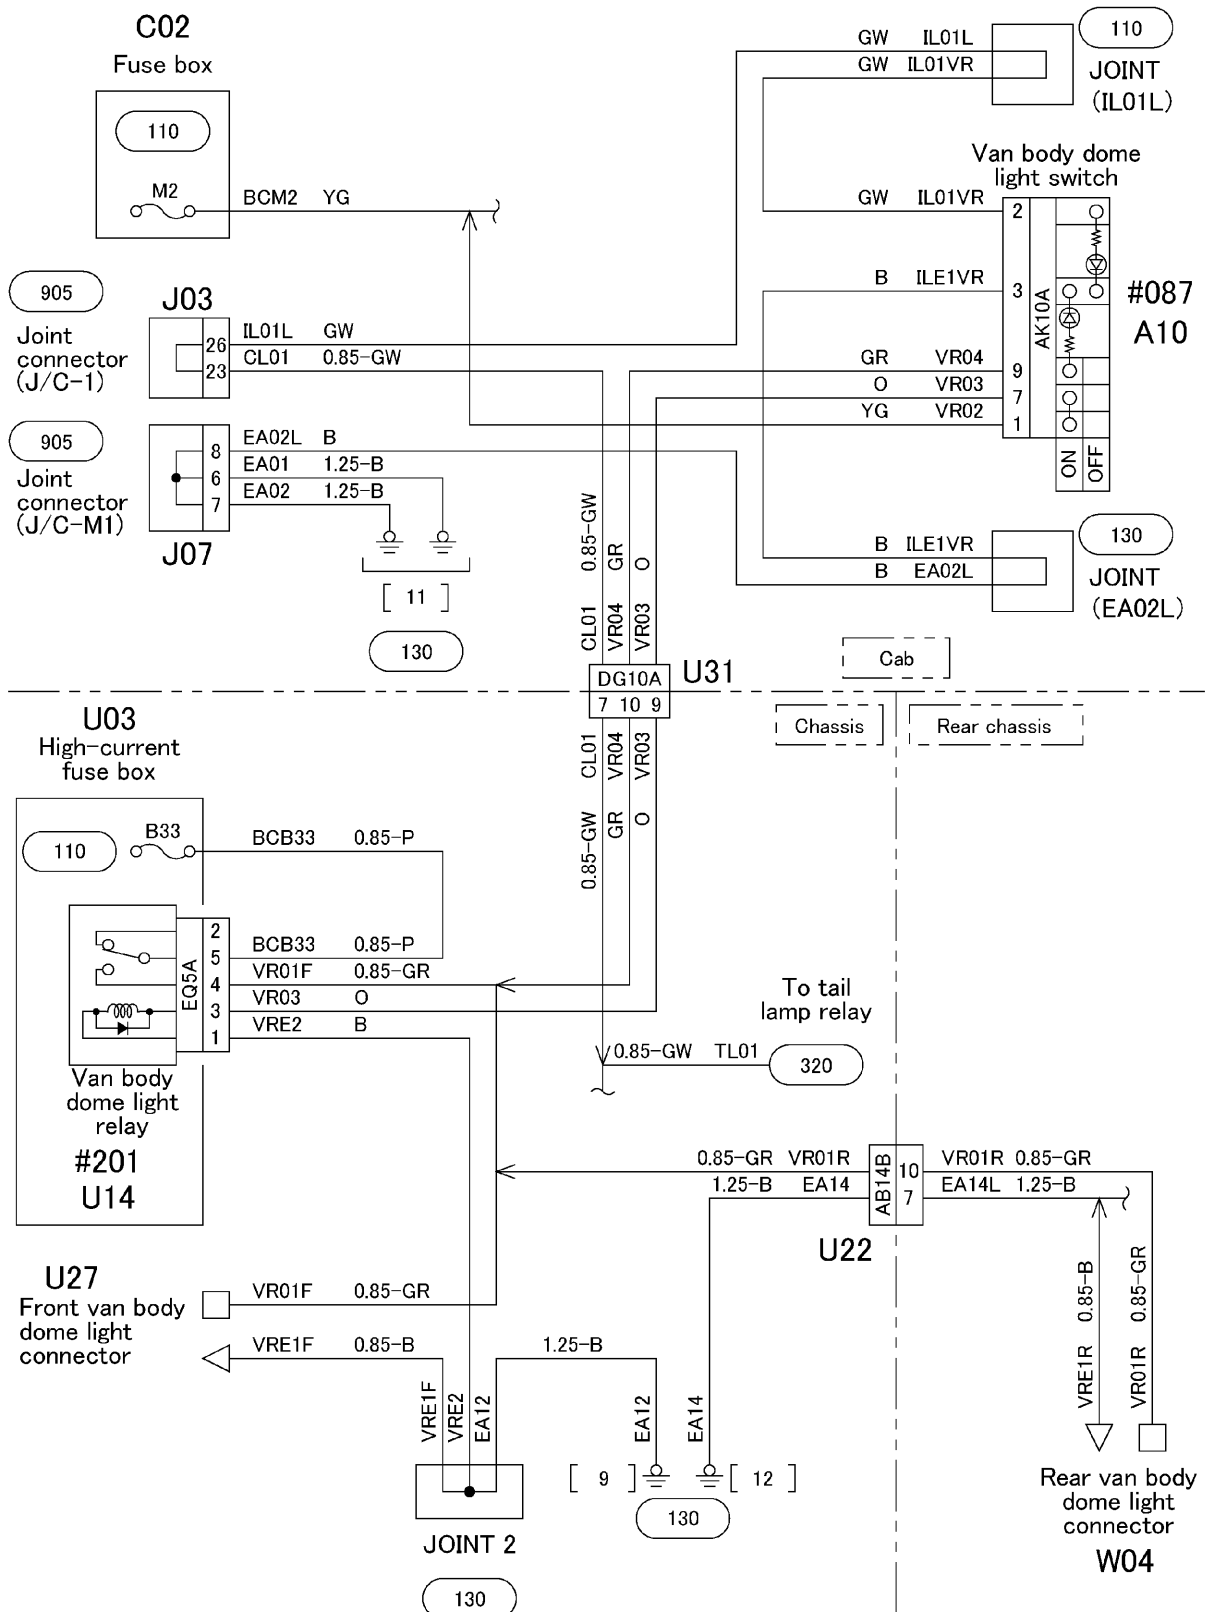 C02
Fuse box
110
M2
BCM2 YG
GW IL01L
GW IL01VR
110
JOINT
(IL01L)
Van body dome
light switch
GW IL01VR
2
B ILE1VR
3
AK10A
#087
A10
GR VR04
9
O VR03
7
YG VR02
1
ON
OFF
905
J03
Joint
connector
(J/C-1)
IL01L GW
26
CL01 0.85-GW
23
905
Joint
connector
(J/C-M1)
EA02L B
8
EA01 1.25-B
6
EA02 1.25-B
7
J07
[ 11 ]
130
B ILE1VR
B EA02L
130
JOINT
(EA02L)
0.85-GW
GR
O
CL01
VR04
VR03
DG10A
U31
7 10 9
Cab
Chassis
Rear chassis
CL01
VR04
VR03
0.85-GW
GR
O
U03
High-current
fuse box
110
B33
BCB33 0.85-P
EQ5A
2
5
BCB33 0.85-P
4
VR01F 0.85-GR
3
VR03 O
1
VRE2 B
Van body
dome light
relay
#201
U14
To tail
lamp relay
0.85-GW TL01
320
0.85-GR VR01R
1.25-B EA14
AB14B
10
7
VR01R 0.85-GR
EA14L 1.25-B
U22
U27
Front van body
dome light
connector
VR01F 0.85-GR
VRE1F 0.85-B
1.25-B
VRE1F
VRE2
EA12
EA12
EA14
VRE1R 0.85-B
VR01R 0.85-GR
[ 9 ]
[ 12 ]
130
JOINT 2
130
Rear van body
dome light
connector
W04